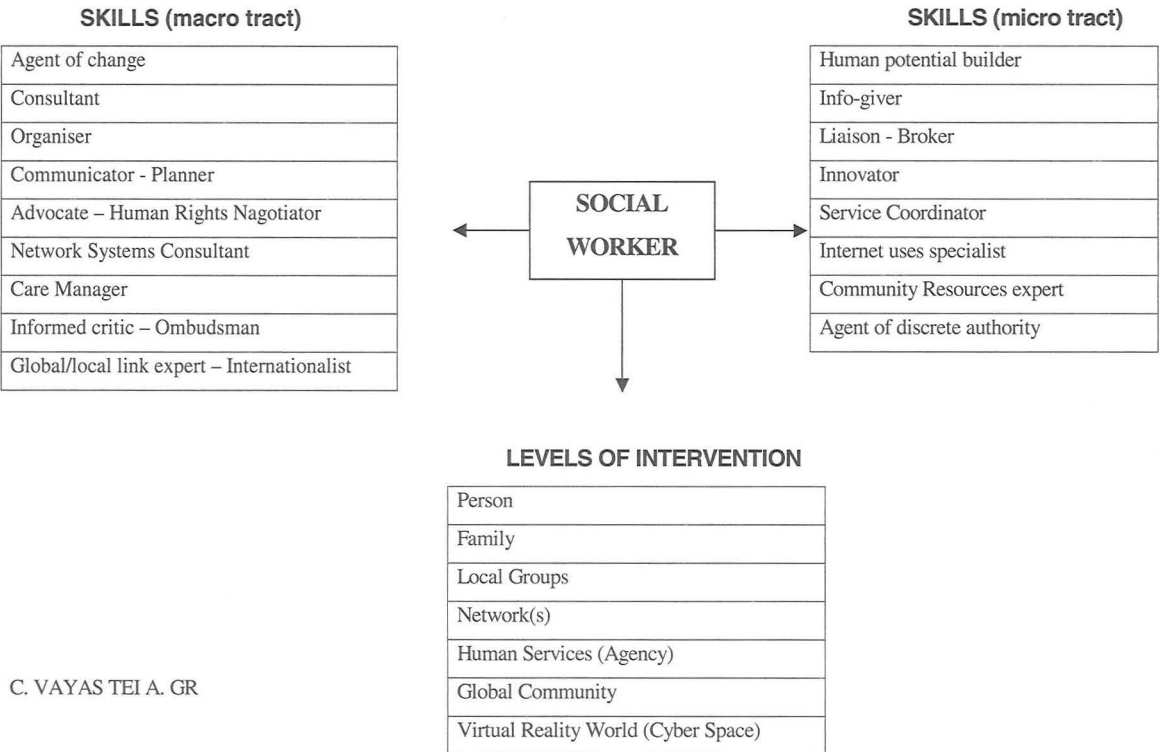 SKILLS (macro tract)
Agent of change
Consultant
Organiser
Communicator - Planner
Advocate – Human Rights Nagotiator
Network Systems Consultant
Care Manager
Informed critic – Ombudsman
Global/local link expert – Internationalist
SOCIAL
WORKER
SKILLS (micro tract)
Human potential builder
Info-giver
Liaison - Broker
Innovator
Service Coordinator
Internet uses specialist
Community Resources expert
Agent of discrete authority
LEVELS OF INTERVENTION
Person
Family
Local Groups
Network(s)
Human Services (Agency)
Global Community
Virtual Reality World (Cyber Space)
C. VAYAS TEI A. GR